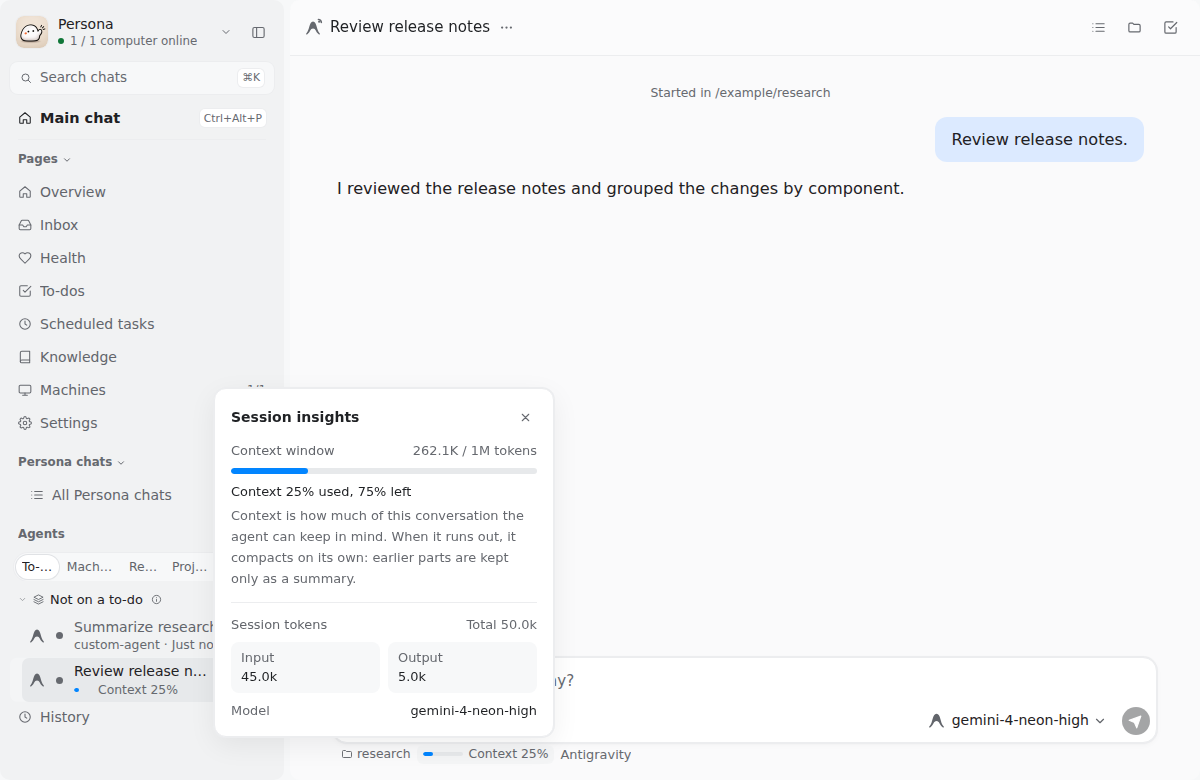 Persona
1 / 1 computer online
Search chats
⌘K
Main chat
Ctrl+Alt+P
Pages
Overview
Inbox
Health
To-dos
Scheduled tasks
Knowledge
Machines
Settings
Persona chats
All Persona chats
Agents
To-…
Mach…
Re…
Proj…
Not on a to-do
Summarize research
custom-agent · Just no
Review release n…
Context 25%
History
Review release notes
Started in /example/research
Review release notes.
I reviewed the release notes and grouped the changes by component.
Session insights
Context window
262.1K / 1M tokens
Context 25% used, 75% left
Context is how much of this conversation the
agent can keep in mind. When it runs out, it
compacts on its own: earlier parts are kept
only as a summary.
Session tokens
Total 50.0k
Input
45.0k
Output
5.0k
Model
gemini-4-neon-high
gemini-4-neon-high
research
Context 25%
Antigravity